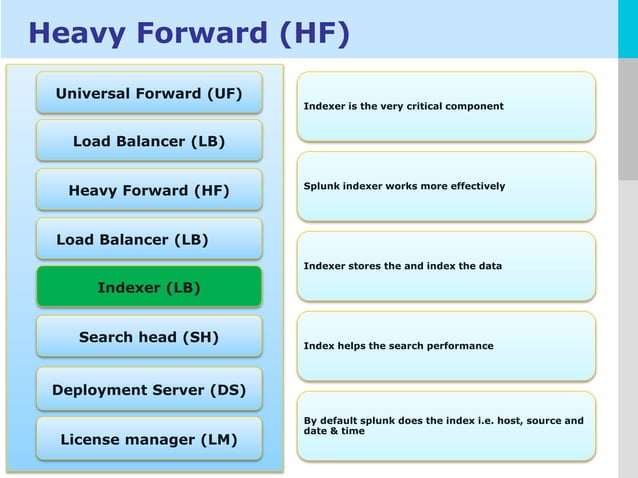 Heavy Forward (HF)
Universal Forward (UF)
Load Balancer (LB)
Heavy Forward (HF)
Load Balancer (LB)
Indexer (LB)
Search head (SH)
Deployment Server (DS)
License manager (LM)
Indexer is the very critical component
Splunk indexer works more effectively
Indexer stores the and index the data
Index helps the search performance
By default splunk does the index i.e. host, source and
date & time